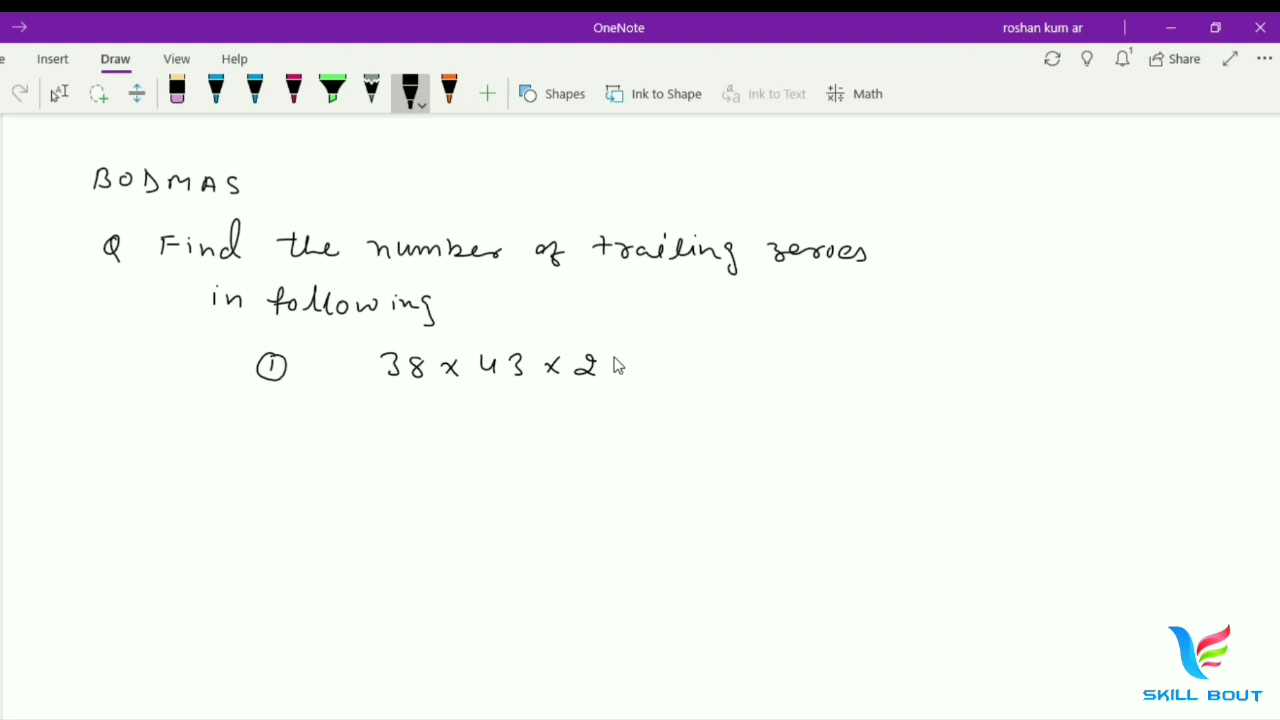 OneNote
roshan kum ar
Insert Draw View Help
Share
Shapes Ink to Shape Ink to Text Math
BODMAS
Q Find the number of trailing zeroes
in following
① 38 x 43 x 2
SKILL BOUT